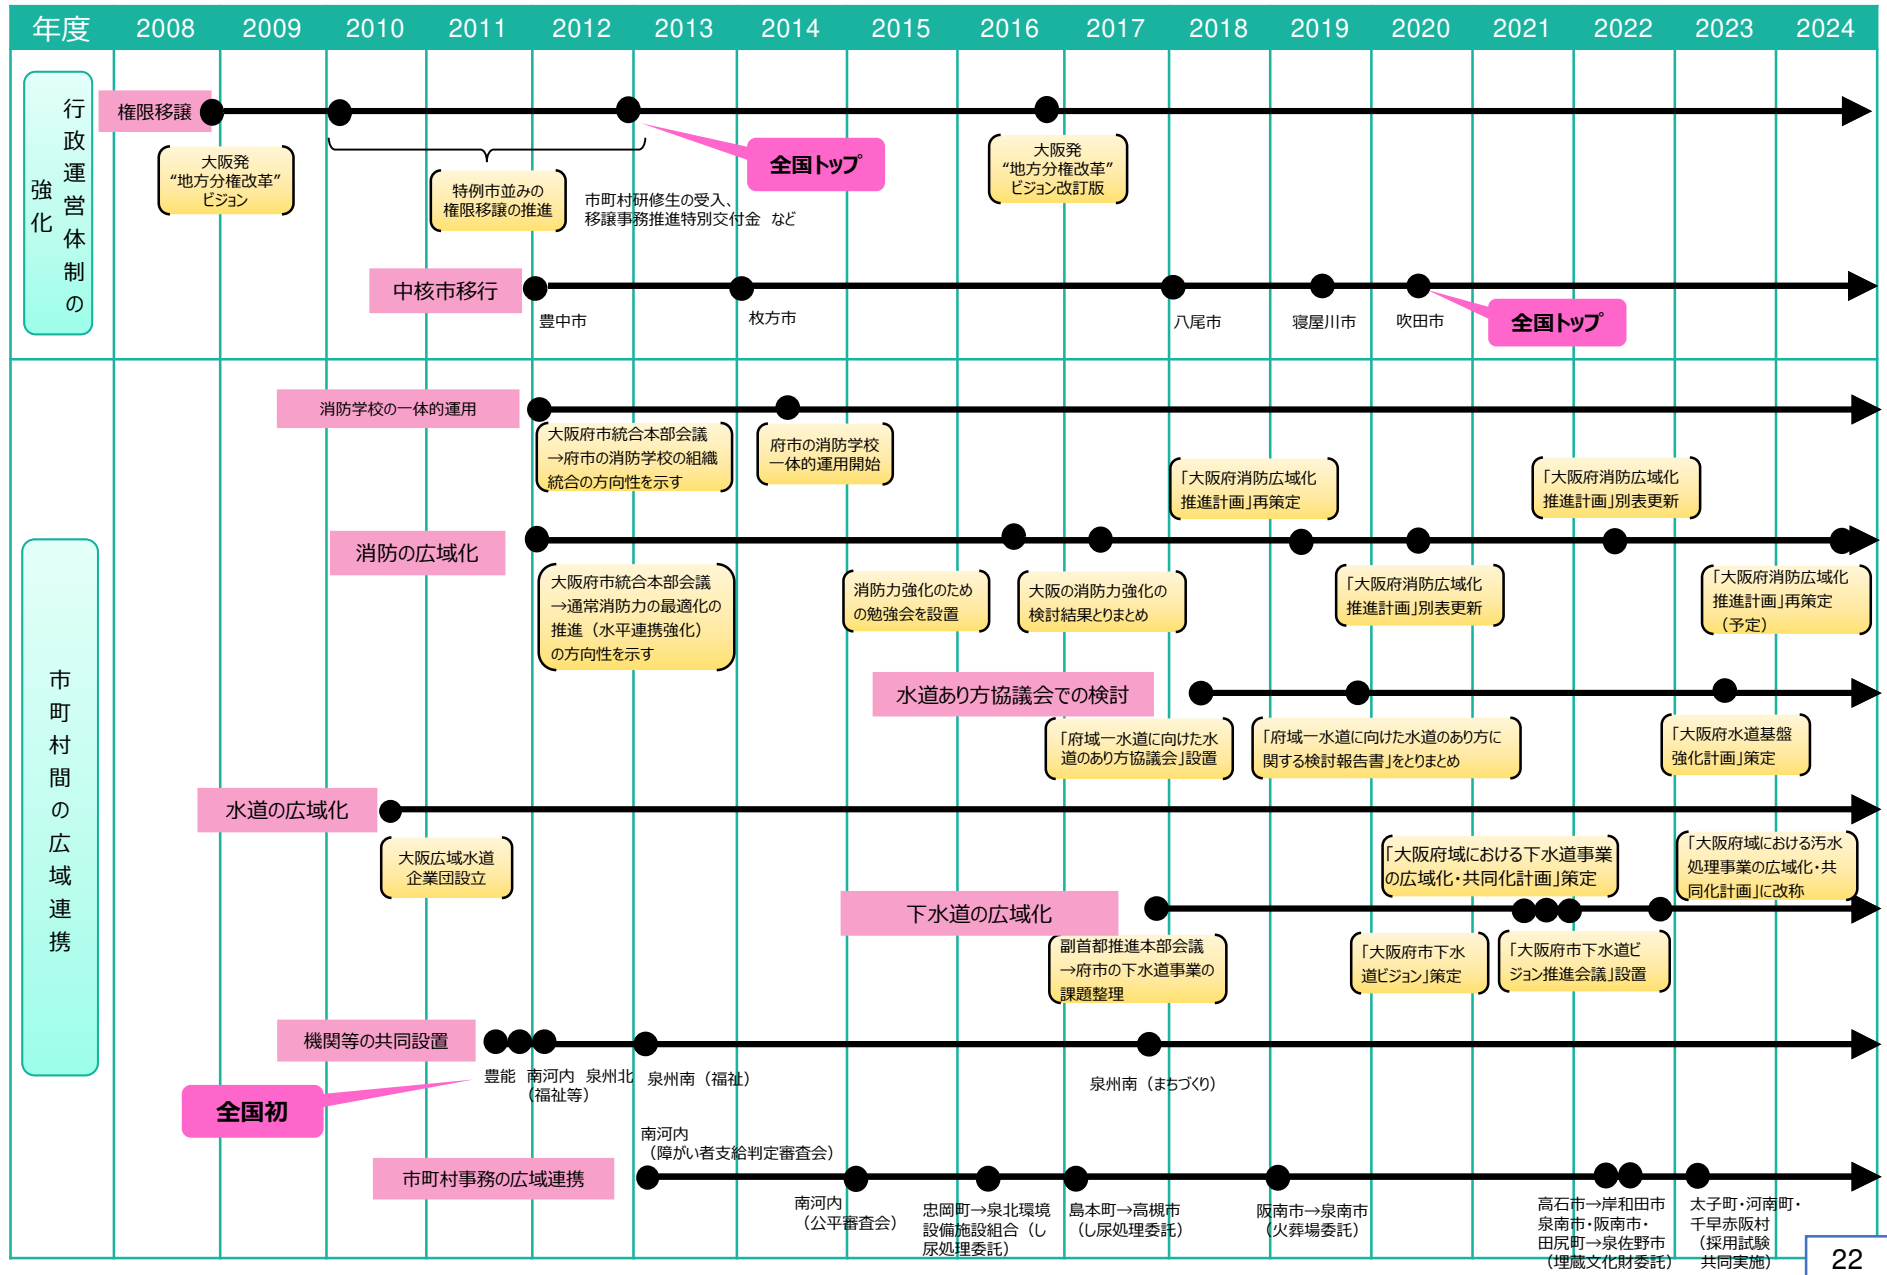 年度 2008 2009 2010 2011 2012 2013 2014 2015 2016 2017 2018 2019 2020 2021 2022 2023 2024
行政運営体制の
強化
権限移譲
大阪発
“地方分権改革”
ビジョン
特例市並みの
権限移譲の推進
市町村研修生の受入、
移譲事務推進特別交付金　など
全国トップ
大阪発
“地方分権改革”
ビジョン改訂版
中核市移行
豊中市
枚方市
八尾市
寝屋川市
吹田市
全国トップ
市町村間の広域連携
消防学校の一体的運用
大阪府市統合本部会議
→府市の消防学校の組織
統合の方向性を示す
府市の消防学校
一体的運用開始
消防の広域化
大阪府市統合本部会議
→通常消防力の最適化の
推進（水平連携強化）
の方向性を示す
消防力強化のため
の勉強会を設置
大阪の消防力強化の
検討結果とりまとめ
「大阪府消防広域化
推進計画」再策定
「大阪府消防広域化
推進計画」別表更新
「大阪府消防広域化
推進計画」別表更新
「大阪府消防広域化
推進計画」再策定
（予定）
水道あり方協議会での検討
「府域一水道に向けた水
道のあり方協議会」設置
「府域一水道に向けた水道のあり方に
関する検討報告書」をとりまとめ
「大阪府水道基盤
強化計画」策定
水道の広域化
大阪広域水道
企業団設立
下水道の広域化
副首都推進本部会議
→府市の下水道事業の
課題整理
「大阪府市下水
道ビジョン」策定
「大阪府域における下水道事業
の広域化・共同化計画」策定
「大阪府市下水道ビ
ジョン推進会議」設置
「大阪府域における汚水
処理事業の広域化・共
同化計画」に改称
機関等の共同設置
全国初
豊能　南河内　泉州北
（福祉等）
泉州南（福祉）
泉州南（まちづくり）
市町村事務の広域連携
南河内
（障がい者支給判定審査会）
南河内
（公平審査会）
忠岡町→泉北環境
設備施設組合（し
尿処理委託）
島本町→高槻市
（し尿処理委託）
阪南市→泉南市
（火葬場委託）
高石市→岸和田市
泉南市・阪南市・
田尻町→泉佐野市
（埋蔵文化財委託）
太子町・河南町・
千早赤阪村
（採用試験
共同実施）
22